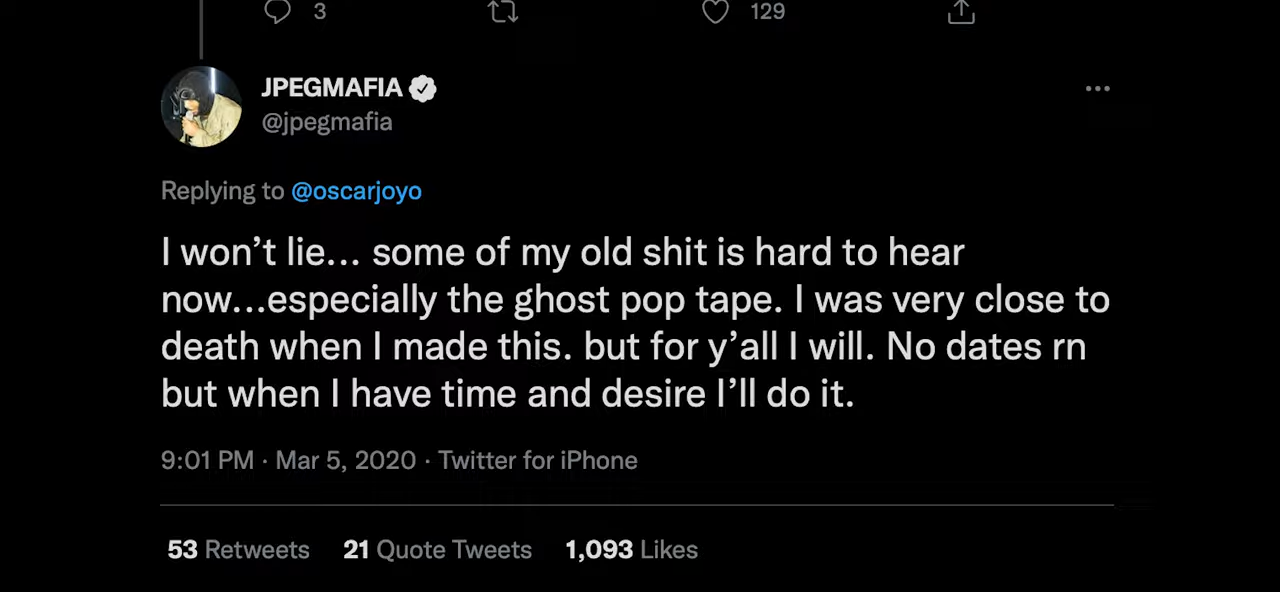 3 129
JPEGMAFIA
@jpegmafia
Replying to @oscarjoyo
I won’t lie... some of my old shit is hard to hear
now...especially the ghost pop tape. I was very close to
death when I made this. but for y’all I will. No dates rn
but when I have time and desire I’ll do it.
9:01 PM · Mar 5, 2020 · Twitter for iPhone
53 Retweets 21 Quote Tweets 1,093 Likes